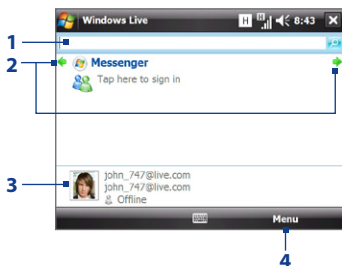 Windows Live
H
H
8:43
1
2
Messenger
Tap here to sign in
3
john_747@live.com
john_747@live.com
Offline
Menu
4